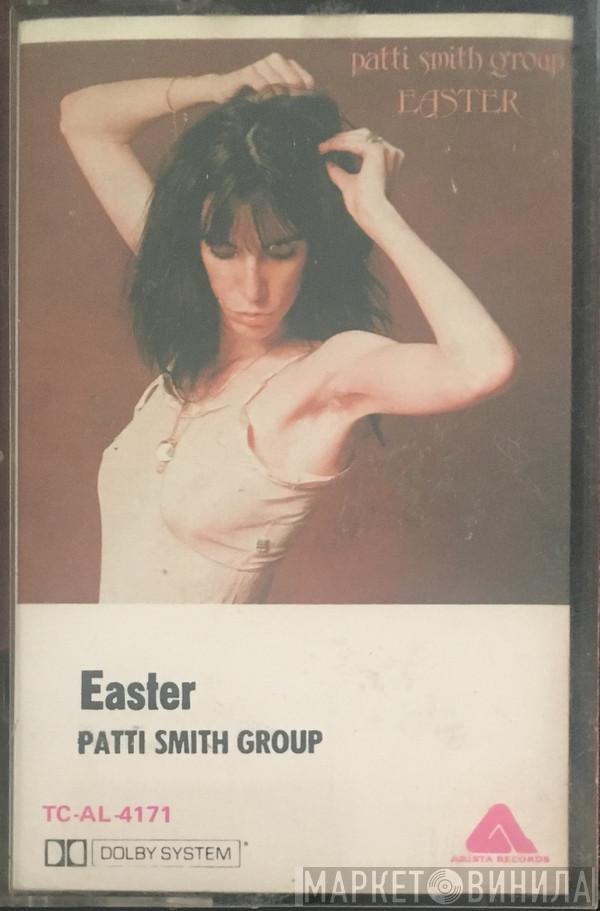 patti smith group
EASTER
Easter
PATTI SMITH GROUP
TC-AL-4171
DOLBY SYSTEM
ARISTA RECORDS
МАРКЕТ ВИНИЛА